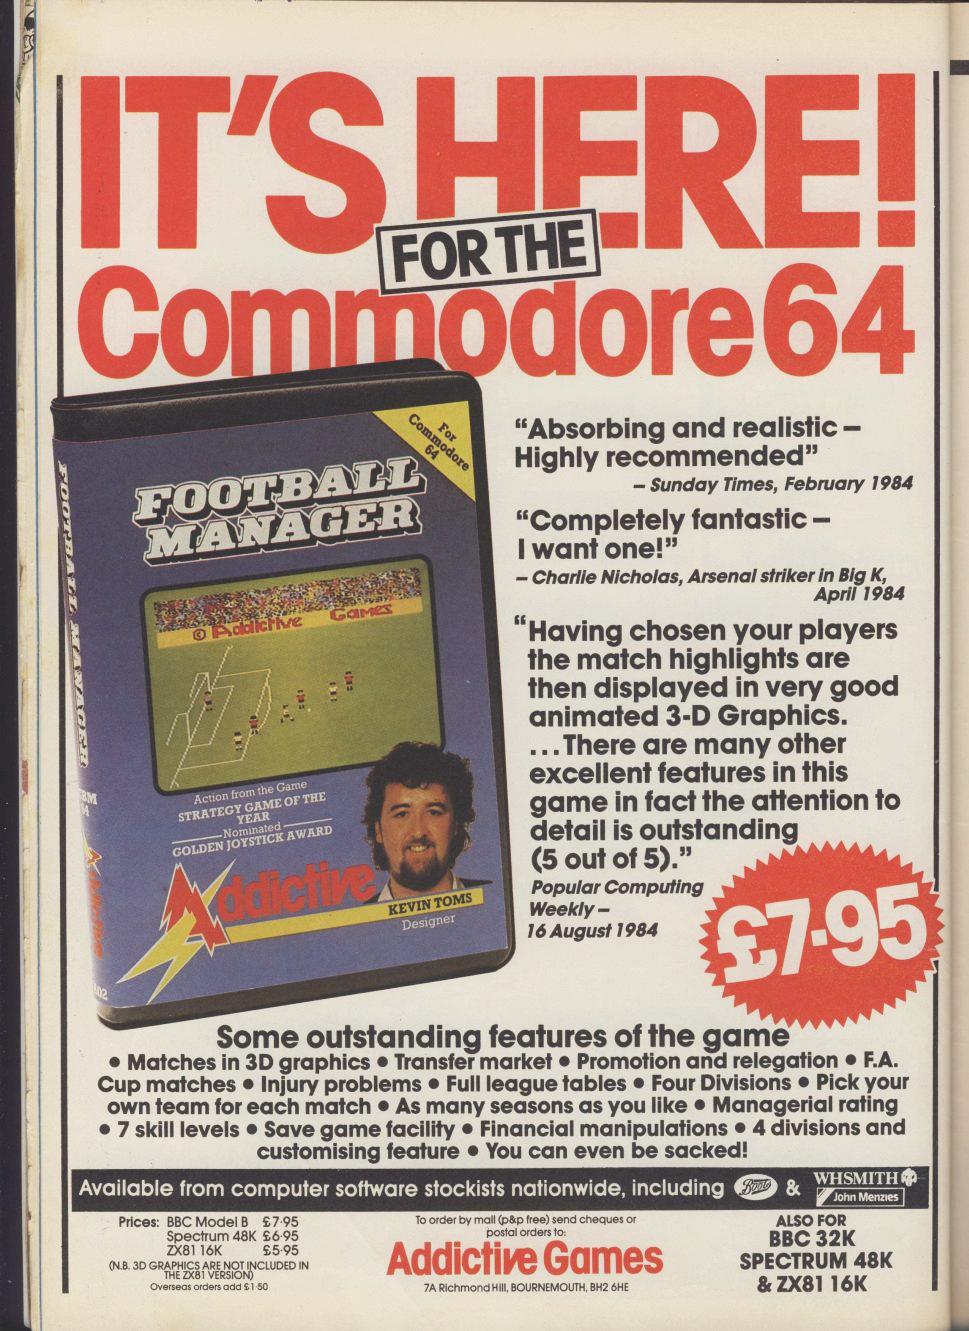 IT'S HERE!
FOR THE
Commodore 64
For
Commodore
64
FOOTBALL
MANAGER
FOOTBALL MANAGER
© Addictive Games
Action from the Game
STRATEGY GAME OF THE
YEAR
Nominated
GOLDEN JOYSTICK AWARD
Addictive
KEVIN TOMS
Designer
“Absorbing and realistic –
Highly recommended”
– Sunday Times, February 1984
“Completely fantastic –
I want one!”
– Charlie Nicholas, Arsenal striker in Big K,
April 1984
“Having chosen your players
the match highlights are
then displayed in very good
animated 3-D Graphics.
...There are many other
excellent features in this
game in fact the attention to
detail is outstanding
(5 out of 5).”
Popular Computing
Weekly –
16 August 1984
£7·95
Some outstanding features of the game
• Matches in 3D graphics • Transfer market • Promotion and relegation • F.A.
Cup matches • Injury problems • Full league tables • Four Divisions • Pick your
own team for each match • As many seasons as you like • Managerial rating
• 7 skill levels • Save game facility • Financial manipulations • 4 divisions and
customising feature • You can even be sacked!
Available from computer software stockists nationwide, including Boots & WHSMITH
John Menzies
Prices: BBC Model B £7·95
Spectrum 48K £6·95
ZX81 16K £5·95
(N.B. 3D GRAPHICS ARE NOT INCLUDED IN
THE ZX81 VERSION)
Overseas orders add £1·50
To order by mail (p&p free) send cheques or
postal orders to:
Addictive Games
7A Richmond Hill, BOURNEMOUTH, BH2 6HE
ALSO FOR
BBC 32K
SPECTRUM 48K
& ZX81 16K